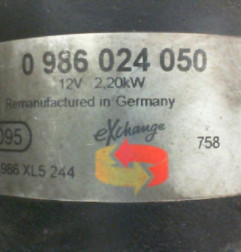 0 986 024 050
12V 2,20kW
Remanufactured in Germany
095
eXchange
758
986 XL5 244